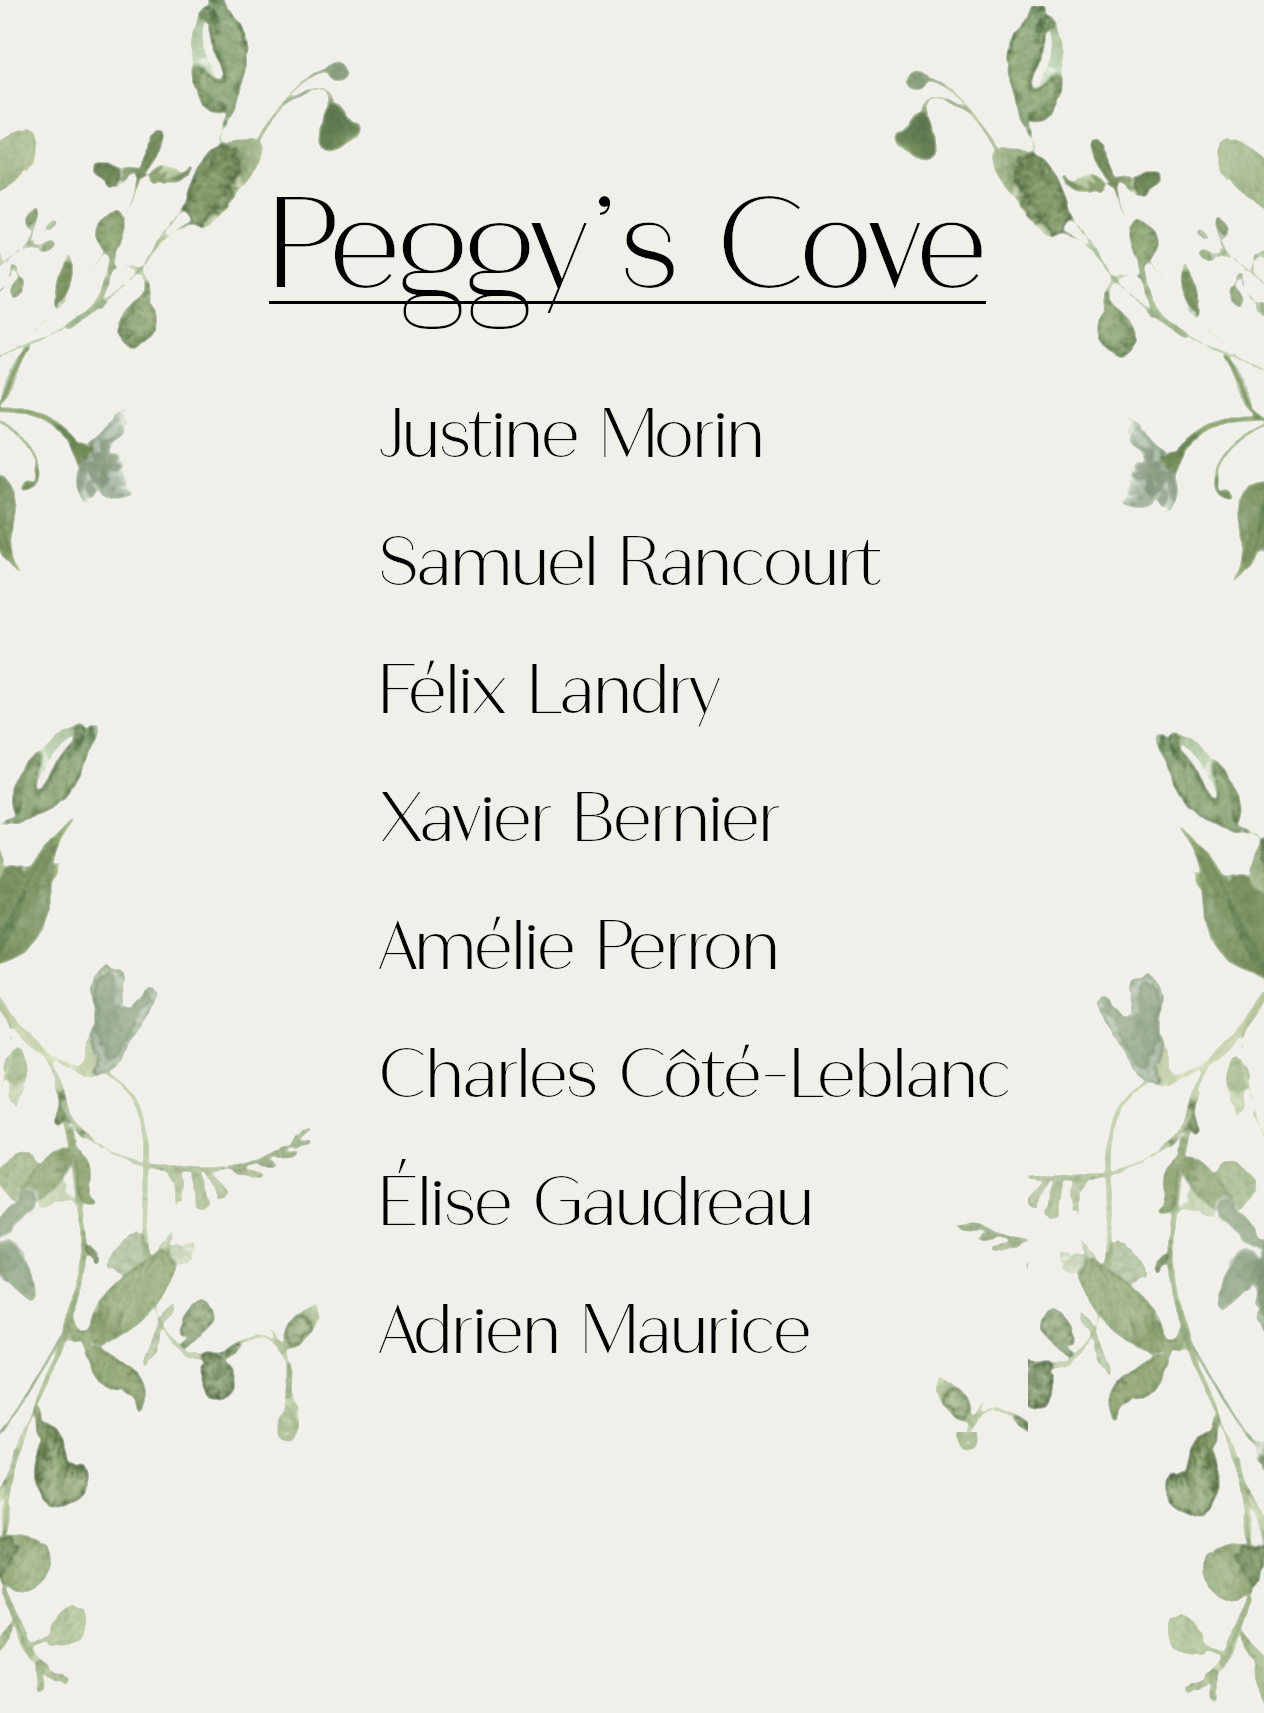 Peggy’s Cove
Justine Morin
Samuel Rancourt
Félix Landry
Xavier Bernier
Amélie Perron
Charles Côté-Leblanc
Élise Gaudreau
Adrien Maurice